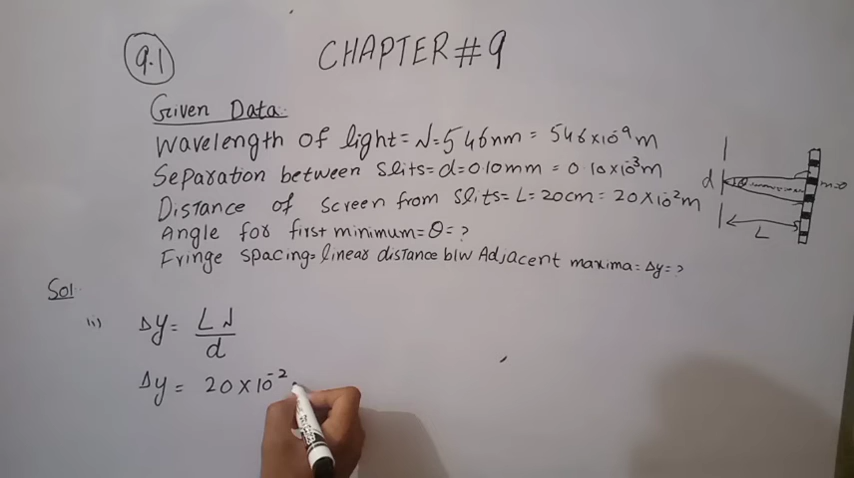 9.1 CHAPTER #9
Given Data:
Wavelength of light = λ = 546nm = 546×10⁻⁹m
Separation between slits = d = 0.10mm = 0.10×10⁻³m
Distance of screen from slits = L = 20cm = 20×10⁻²m
Angle for first minimum = θ = ?
Fringe spacing = linear distance b/w Adjacent maxima = Δy = ?
d θ m=0
L
Sol
(i) Δy = Lλ/d
Δy = 20×10⁻²